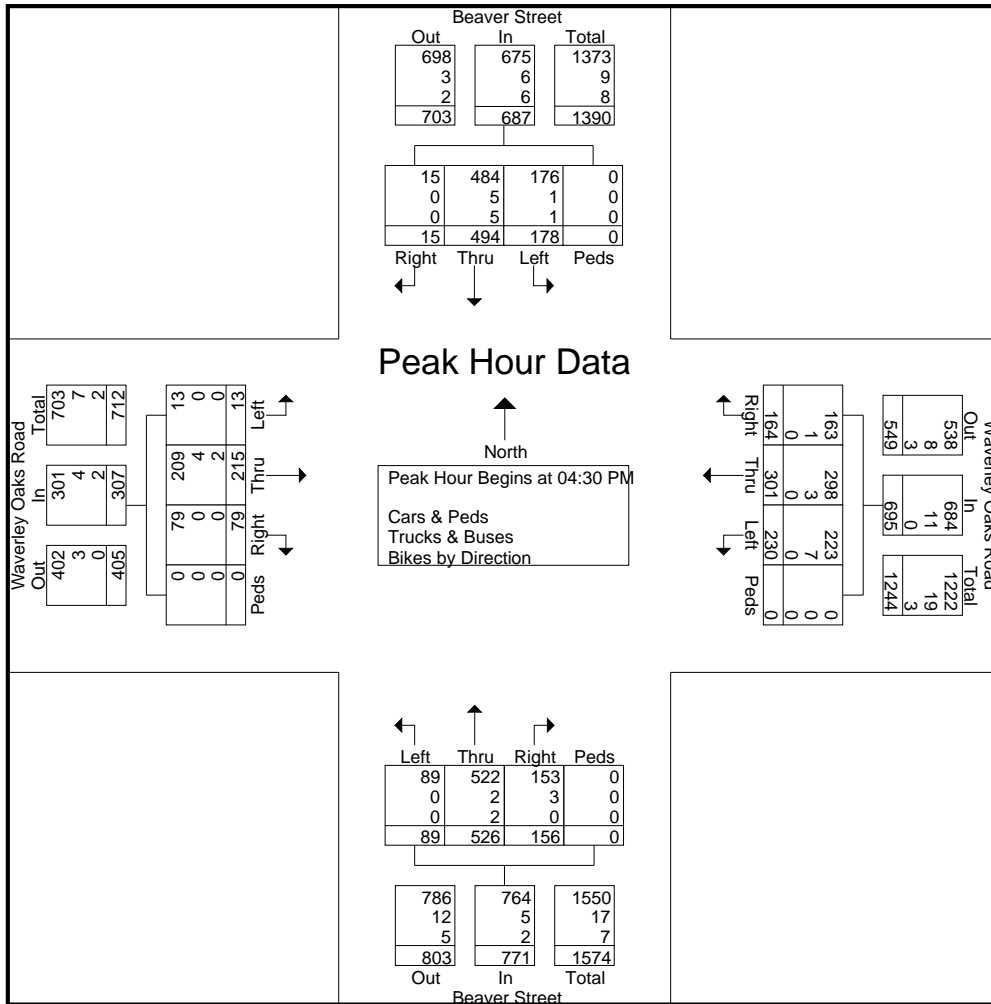 Beaver Street
Out In Total
698 675 1373
3 6 9
2 6 8
703 687 1390
15 484 176 0
0 5 1 0
0 5 1 0
15 494 178 0
Right Thru Left Peds
Peak Hour Data
North
Peak Hour Begins at 04:30 PM
Cars & Peds
Trucks & Buses
Bikes by Direction
Waverley Oaks Road
Out In Total
402 301 703
3 4 7
0 2 2
405 307 712
Peds Right Thru Left
0 79 209 13
0 0 4 0
0 0 2 0
0 79 215 13
Waverley Oaks Road
Out In Total
538 684 1222
8 11 19
3 0 3
549 695 1244
Right Thru Left Peds
163 298 223 0
1 3 7 0
0 0 0 0
164 301 230 0
Left Thru Right Peds
89 522 153 0
0 2 3 0
0 2 0 0
89 526 156 0
786 764 1550
12 5 17
5 2 7
803 771 1574
Out In Total
Beaver Street